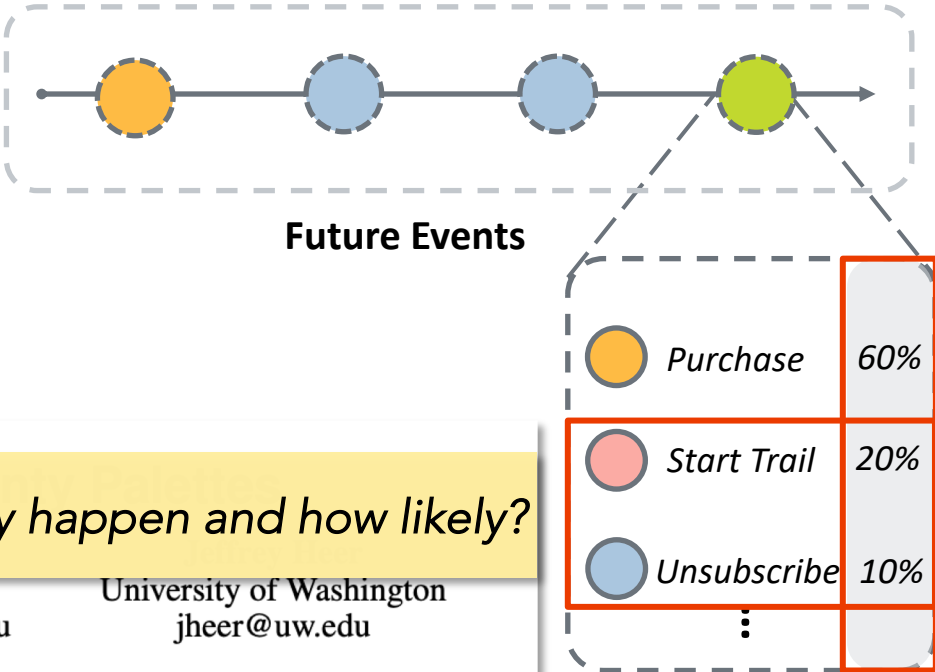 Future Events
Purchase 60%
Start Trail 20%
y happen and how likely?
Unsubscribe 10%
University of Washington
u jheer@uw.edu